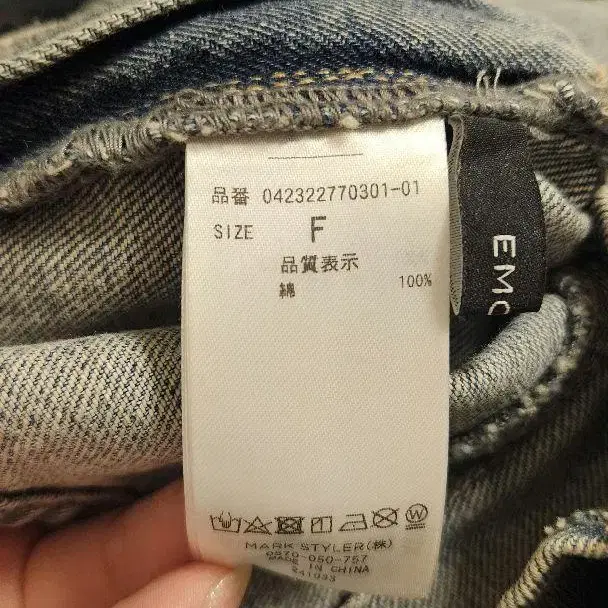 品番 042322770301-01
SIZE F
品質表示
綿 100%
MARK STYLER(株)
0570-050-757
MADE IN CHINA
241033
EMO